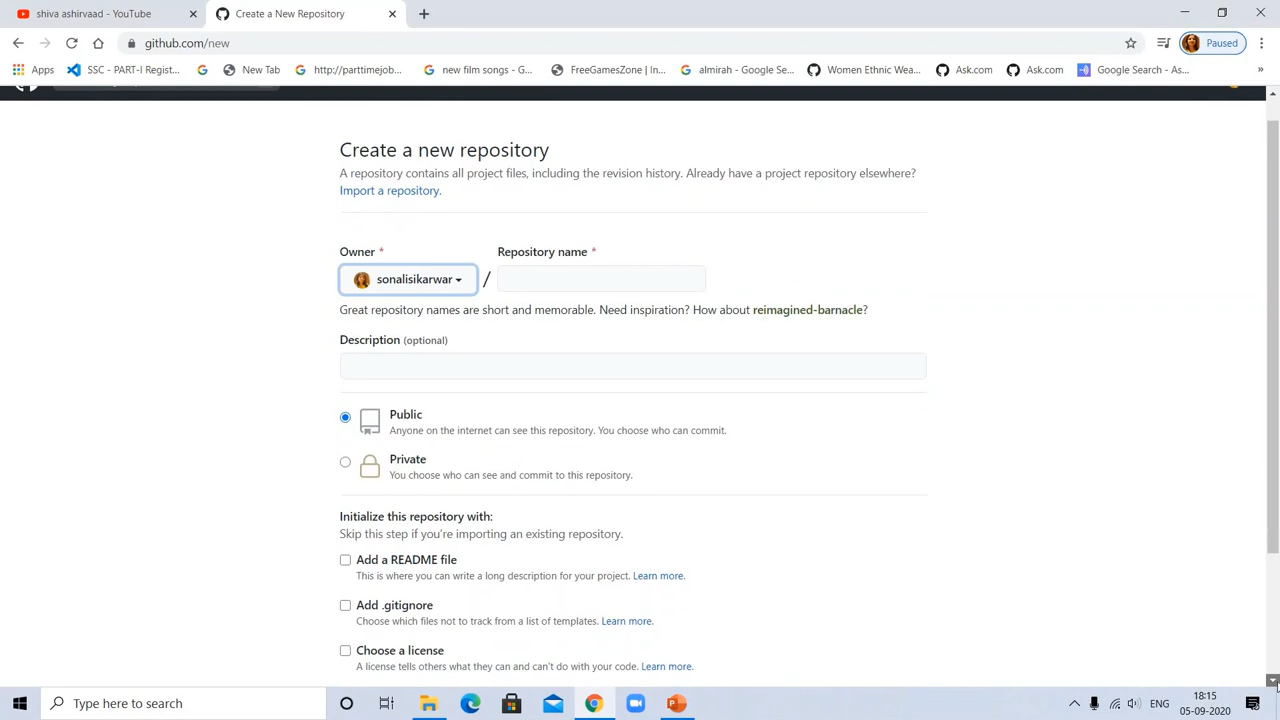 shiva ashirvaad - YouTube
Create a New Repository
github.com/new
Paused
Apps
SSC - PART-I Regist...
New Tab
http://parttimejob...
new film songs - G...
FreeGamesZone | In...
almirah - Google Se...
Women Ethnic Wea...
Ask.com
Ask.com
Google Search - As...
»
Create a new repository
A repository contains all project files, including the revision history. Already have a project repository elsewhere?
Import a repository.
Owner * Repository name *
sonalisikarwar /
Great repository names are short and memorable. Need inspiration? How about reimagined-barnacle?
Description (optional)
Public
Anyone on the internet can see this repository. You choose who can commit.
Private
You choose who can see and commit to this repository.
Initialize this repository with:
Skip this step if you're importing an existing repository.
Add a README file
This is where you can write a long description for your project. Learn more.
Add .gitignore
Choose which files not to track from a list of templates. Learn more.
Choose a license
A license tells others what they can and can't do with your code. Learn more.
Type here to search
ENG
18:15
05-09-2020